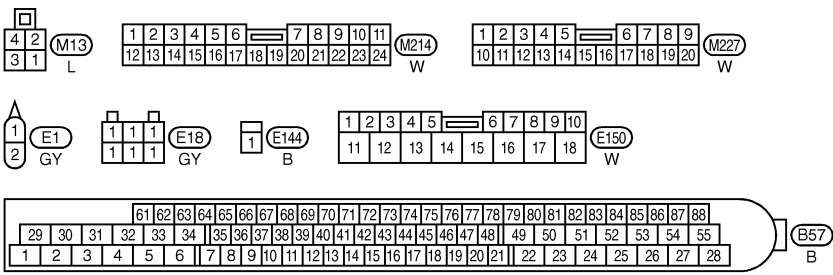 4 2
3 1
M13
L
1 2 3 4 5 6 7 8 9 10 11
12 13 14 15 16 17 18 19 20 21 22 23 24
M214
W
1 2 3 4 5 6 7 8 9
10 11 12 13 14 15 16 17 18 19 20
M227
W
1
2
E1
GY
1 1 1
1 1 1
E18
GY
1
E144
B
1 2 3 4 5 6 7 8 9 10
11 12 13 14 15 16 17 18
E150
W
61 62 63 64 65 66 67 68 69 70 71 72 73 74 75 76 77 78 79 80 81 82 83 84 85 86 87 88
29 30 31 32 33 34 35 36 37 38 39 40 41 42 43 44 45 46 47 48 49 50 51 52 53 54 55
1 2 3 4 5 6 7 8 9 10 11 12 13 14 15 16 17 18 19 20 21 22 23 24 25 26 27 28
B57
B